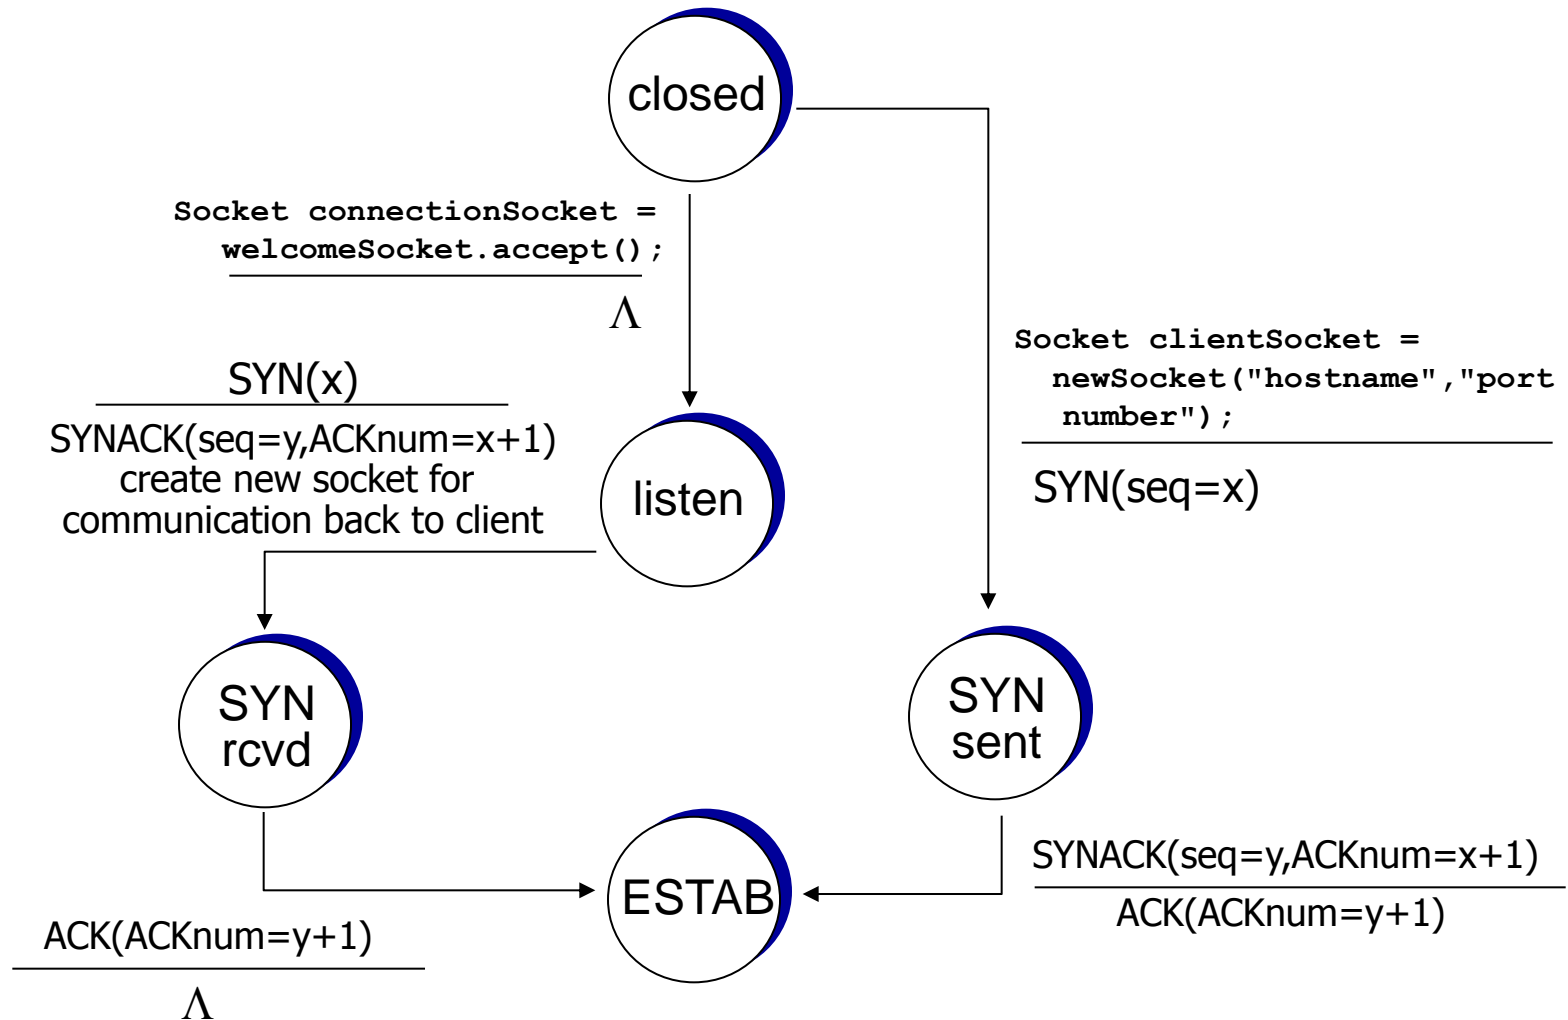 closed
Socket connectionSocket =
welcomeSocket.accept();
Λ
Socket clientSocket =
newSocket("hostname","port
number");
SYN(seq=x)
SYN(x)
SYNACK(seq=y,ACKnum=x+1)
create new socket for
communication back to client
listen
SYN
rcvd
SYN
sent
ESTAB
SYNACK(seq=y,ACKnum=x+1)
ACK(ACKnum=y+1)
ACK(ACKnum=y+1)
Λ